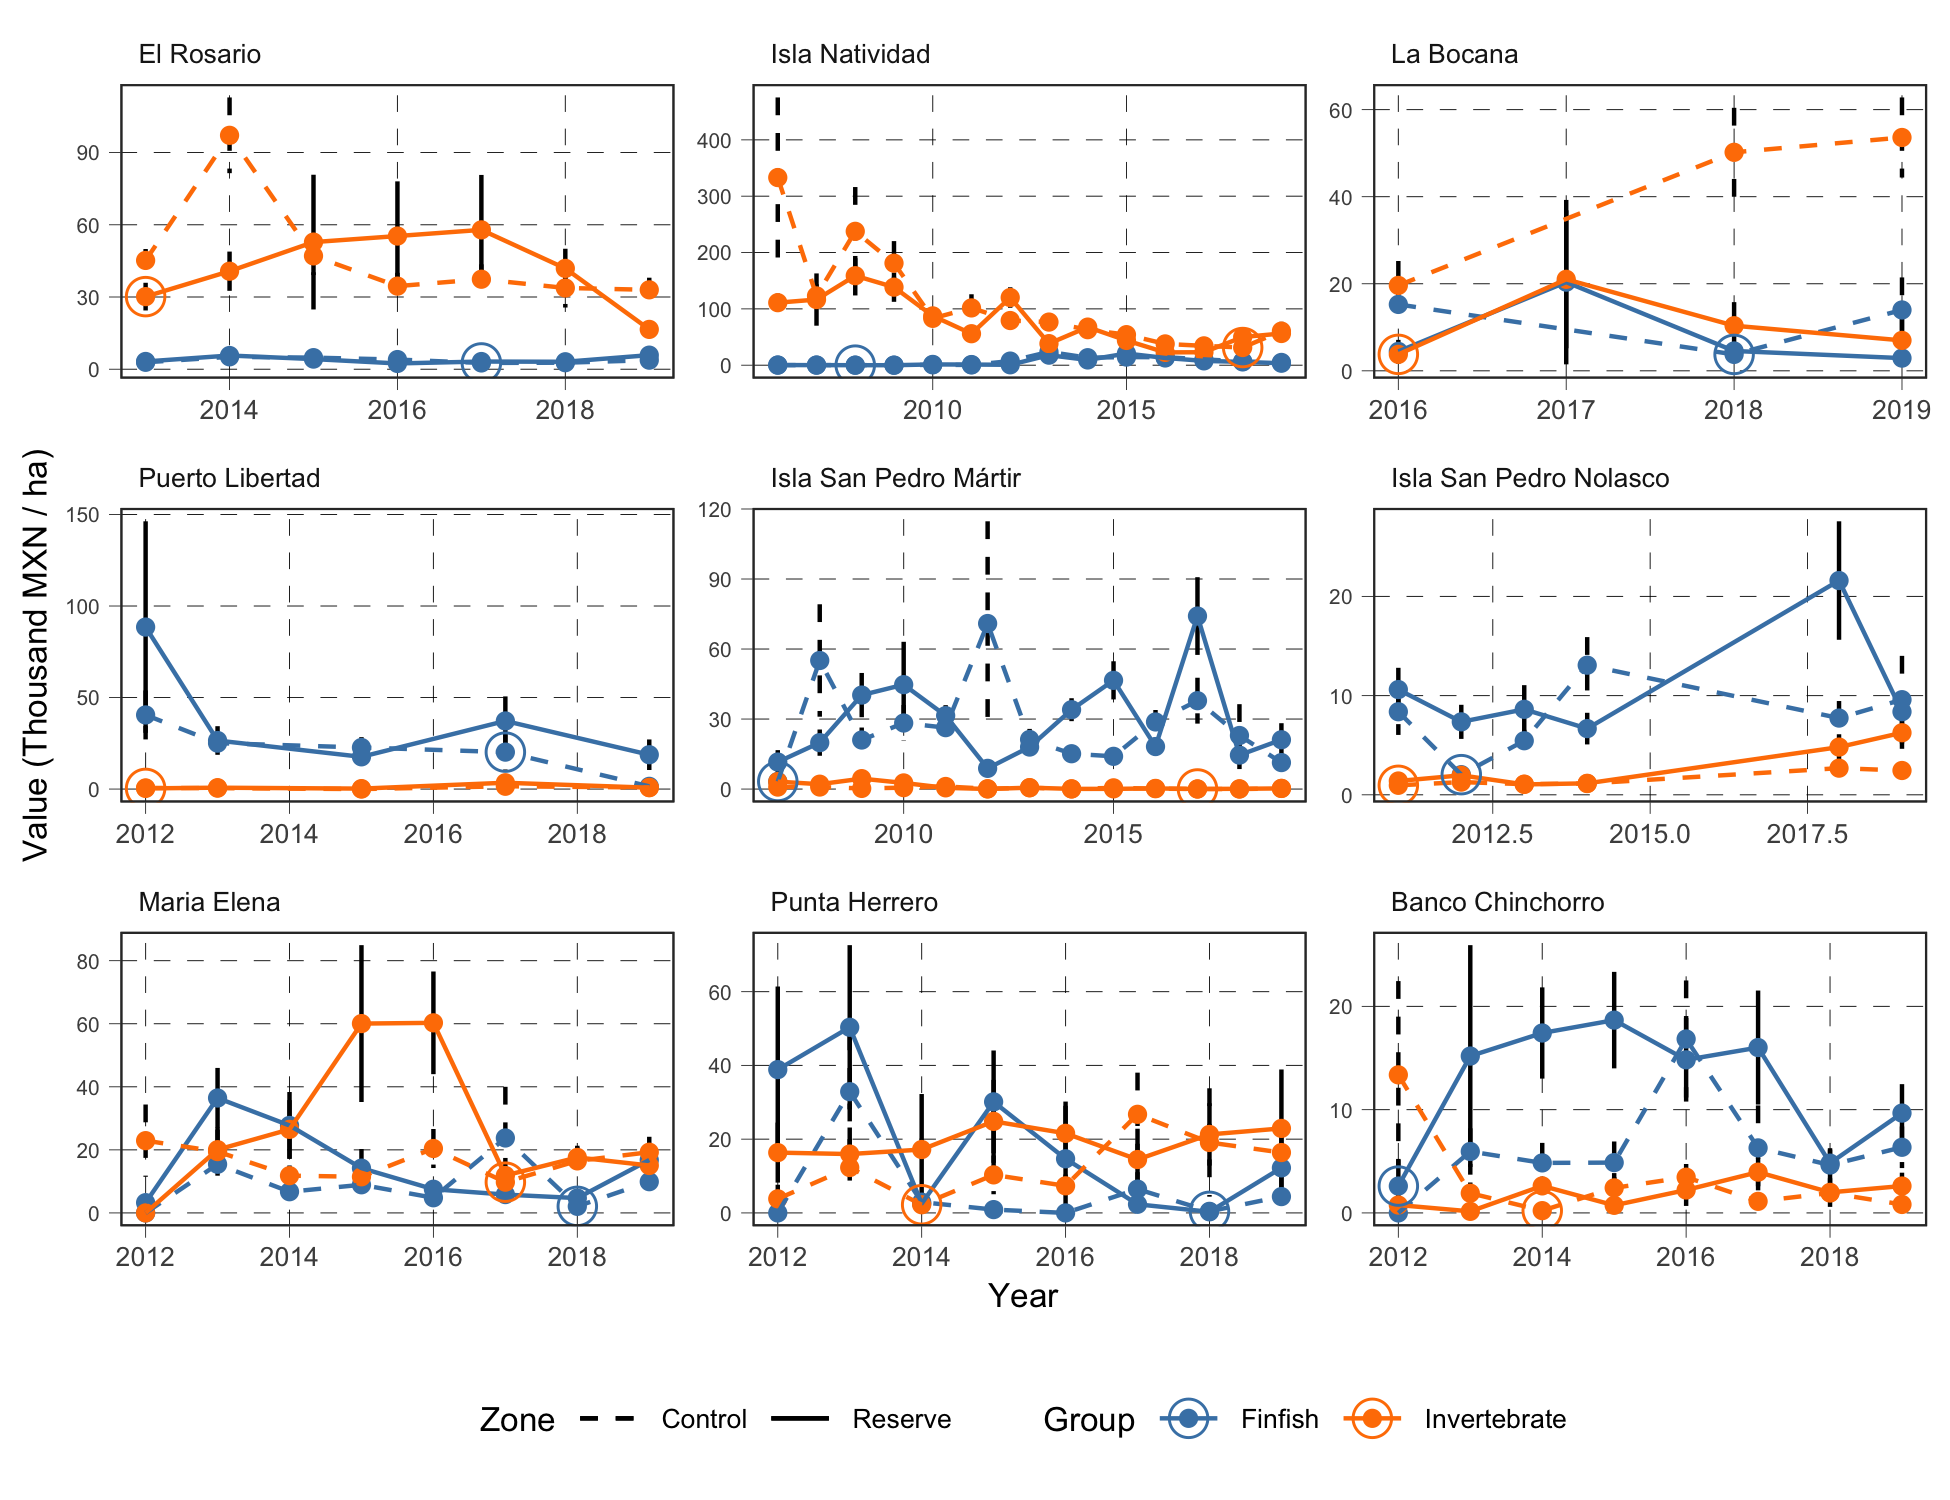 El Rosario
Isla Natividad
La Bocana
90
60
30
0
2014 2016 2018
400
300
200
100
0
2010 2015
60
40
20
0
2016 2017 2018 2019
Value (Thousand MXN / ha)
Puerto Libertad
Isla San Pedro Mártir
Isla San Pedro Nolasco
150
100
50
0
2012 2014 2016 2018
120
90
60
30
0
2010 2015
20
10
0
2012.5 2015.0 2017.5
Maria Elena
Punta Herrero
Banco Chinchorro
80
60
40
20
0
2012 2014 2016 2018
60
40
20
0
2012 2014 2016 2018
20
10
0
2012 2014 2016 2018
Year
Zone Control Reserve Group Finfish Invertebrate